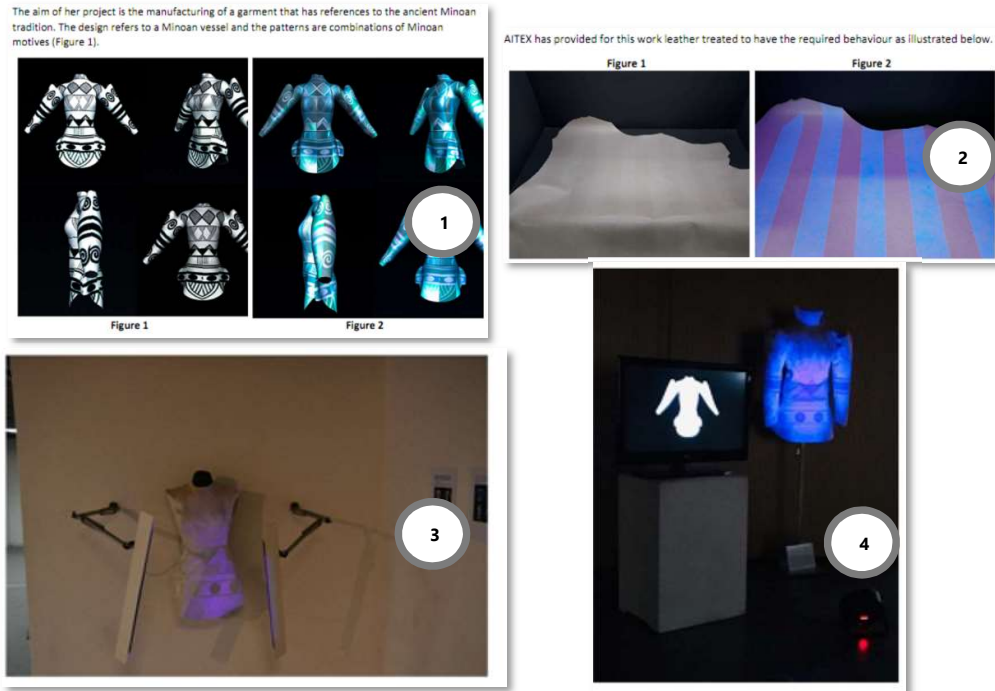 The aim of her project is the manufacturing of a garment that has references to the ancient Minoan
tradition. The design refers to a Minoan vessel and the patterns are combinations of Minoan
motives (Figure 1).
Figure 1
Figure 2
1
AITEX has provided for this work leather treated to have the required behaviour as illustrated below.
Figure 1
Figure 2
2
3
4